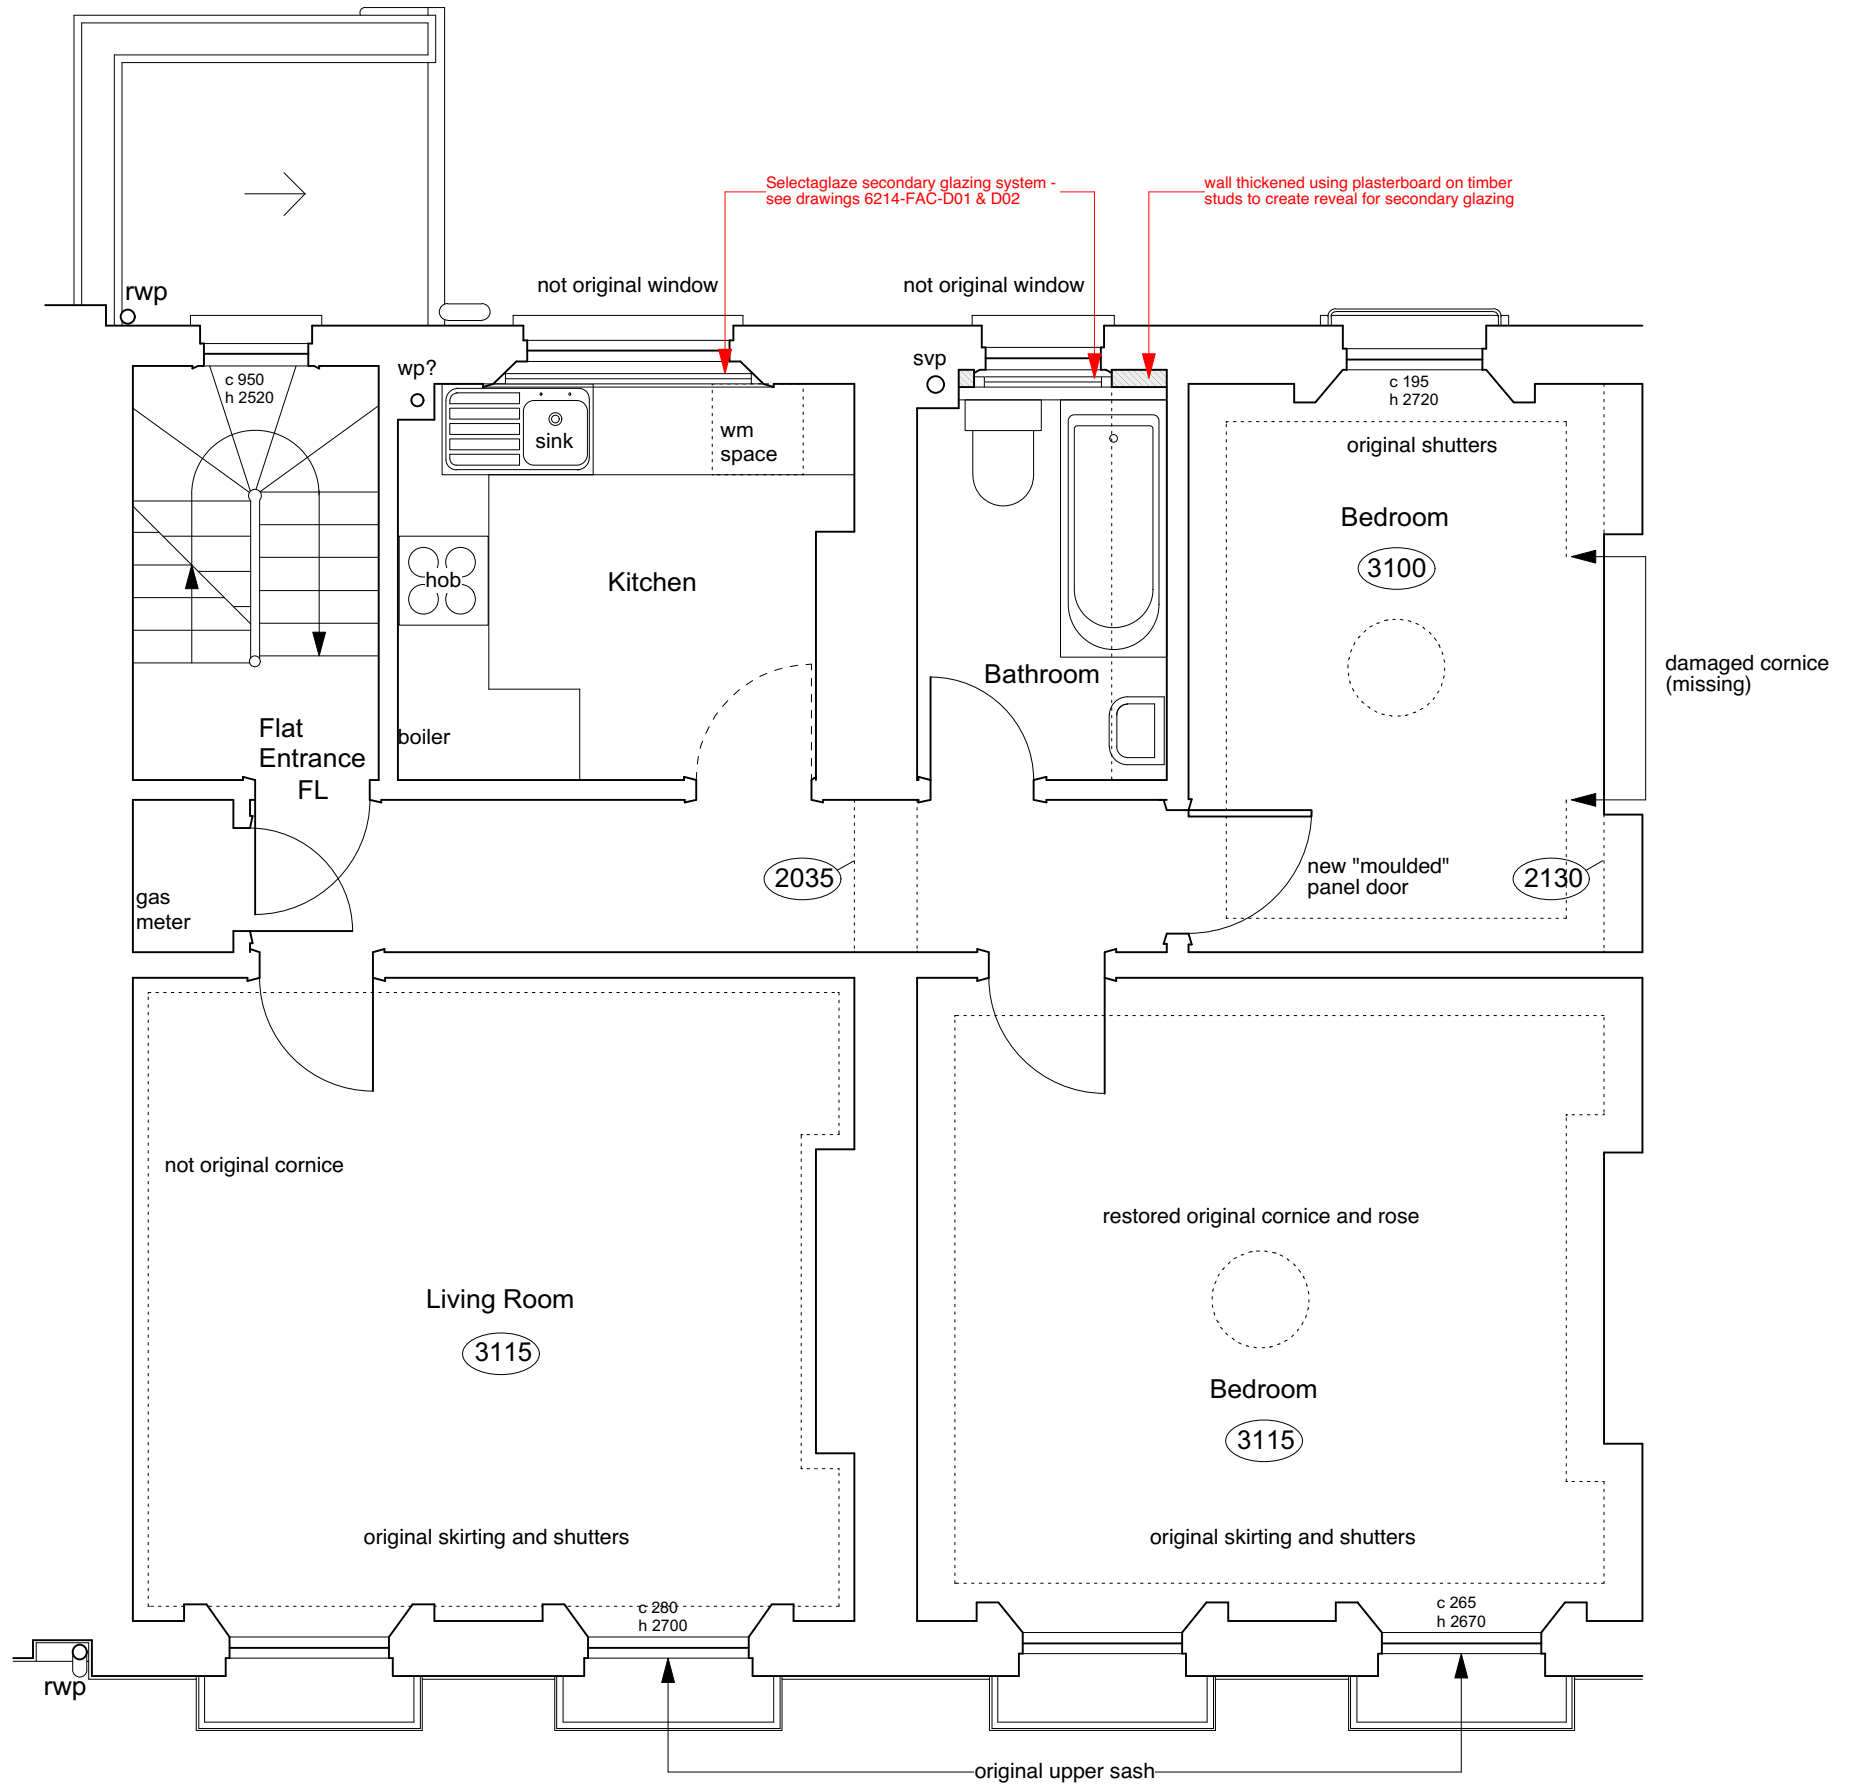 Selectaglaze secondary glazing system -
see drawings 6214-FAC-D01 & D02
wall thickened using plasterboard on timber
studs to create reveal for secondary glazing
rwp
not original window
not original window
wp?
svp
c 950
h 2520
c 195
h 2720
sink
wm
space
original shutters
Bedroom
3100
hob
Kitchen
Bathroom
damaged cornice
(missing)
Flat
Entrance
FL
boiler
gas
meter
2035
new "moulded"
panel door
2130
not original cornice
restored original cornice and rose
Living Room
3115
Bedroom
3115
original skirting and shutters
original skirting and shutters
c 280
h 2700
c 265
h 2670
rwp
original upper sash